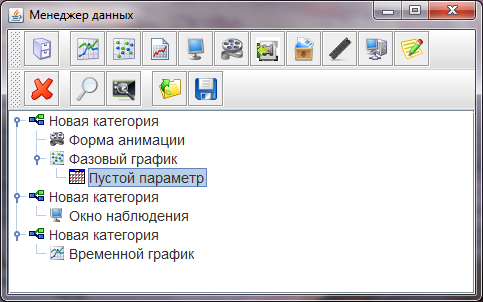 Менеджер данных
Новая категория
Форма анимации
Фазовый график
Пустой параметр
Новая категория
Окно наблюдения
Новая категория
Временной график